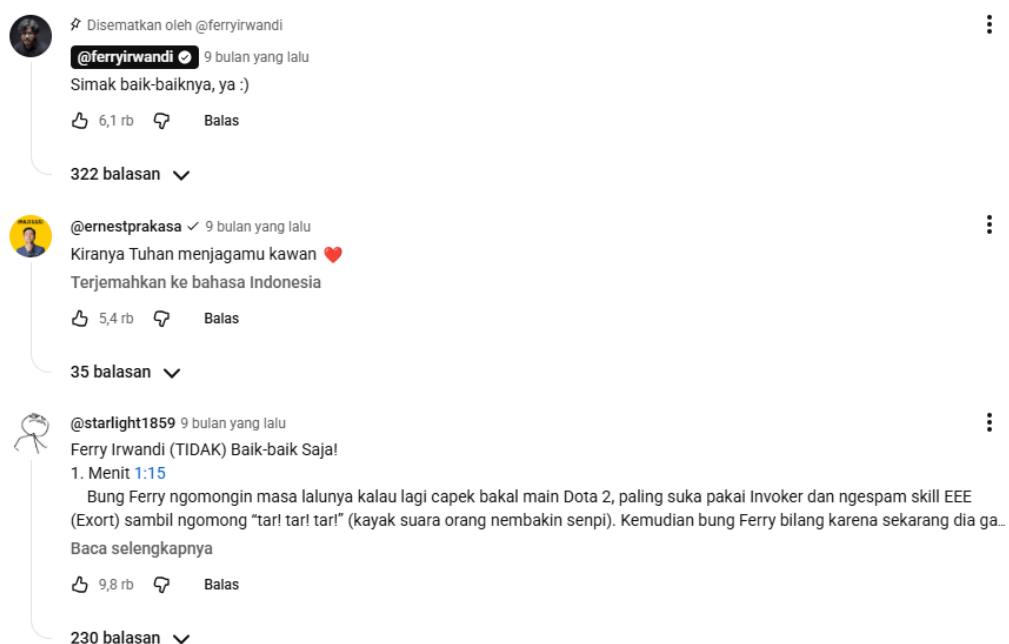 Disematkan oleh @ferryirwandi
@ferryirwandi 9 bulan yang lalu
Simak baik-baiknya, ya :)
6,1 rb Balas
322 balasan
@ernestprakasa 9 bulan yang lalu
Kiranya Tuhan menjagamu kawan ❤️
Terjemahkan ke bahasa Indonesia
5,4 rb Balas
35 balasan
@starlight1859 9 bulan yang lalu
Ferry Irwandi (TIDAK) Baik-baik Saja!
1. Menit 1:15
Bung Ferry ngomongin masa lalunya kalau lagi capek bakal main Dota 2, paling suka pakai Invoker dan ngespam skill EEE
(Exort) sambil ngomong “tar! tar! tar!” (kayak suara orang nembakin senpi). Kemudian bung Ferry bilang karena sekarang dia ga...
Baca selengkapnya
9,8 rb Balas
230 balasan